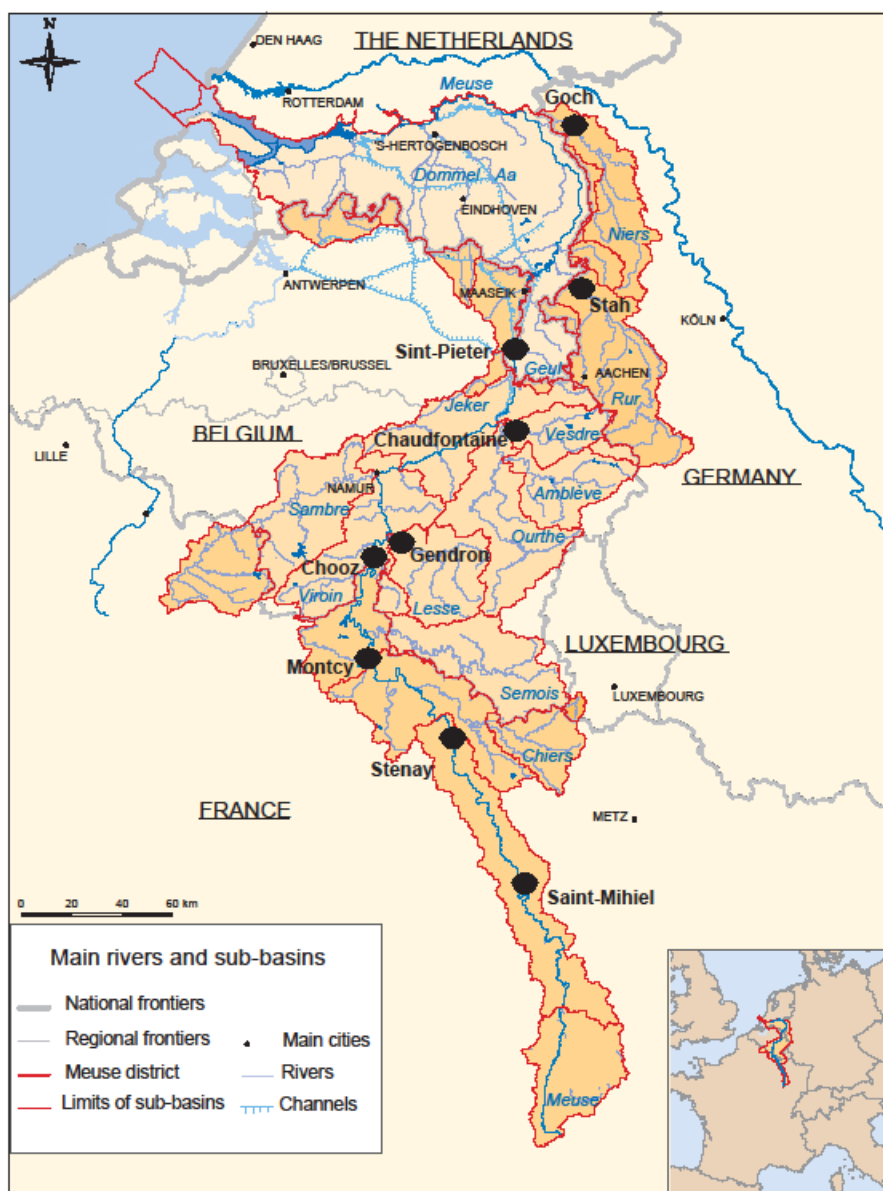 N
DEN HAAG
THE NETHERLANDS
Meuse
ROTTERDAM
Goch
'S-HERTOGENBOSCH
Dommel Aa
EINDHOVEN
Niers
ANTWERPEN
MAASEIK
Stah
KÖLN
Sint-Pieter
BRUXELLES/BRUSSEL
Geul
AACHEN
Jeker
Rur
BELGIUM
Chaudfontaine
Vesdre
LILLE
GERMANY
NAMUR
Amblève
Sambre
Ourthe
Gendron
Chooz
Viroin
Lesse
LUXEMBOURG
Montcy
Semois
LUXEMBOURG
Stenay
Chiers
FRANCE
METZ
Saint-Mihiel
0 20 40 60 km
Main rivers and sub-basins
National frontiers
Regional frontiers
Main cities
Meuse district
Rivers
Limits of sub-basins
Channels
Meuse